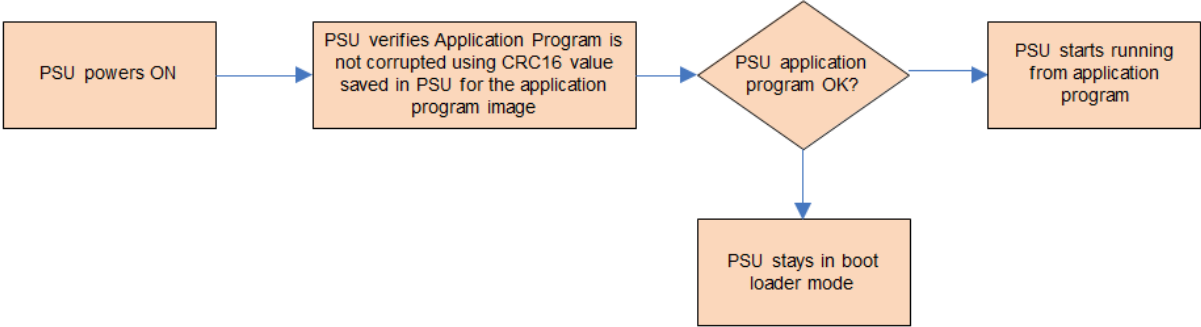 PSU powers ON
PSU verifies Application Program is
not corrupted using CRC16 value
saved in PSU for the application
program image
PSU application
program OK?
PSU starts running
from application
program
PSU stays in boot
loader mode